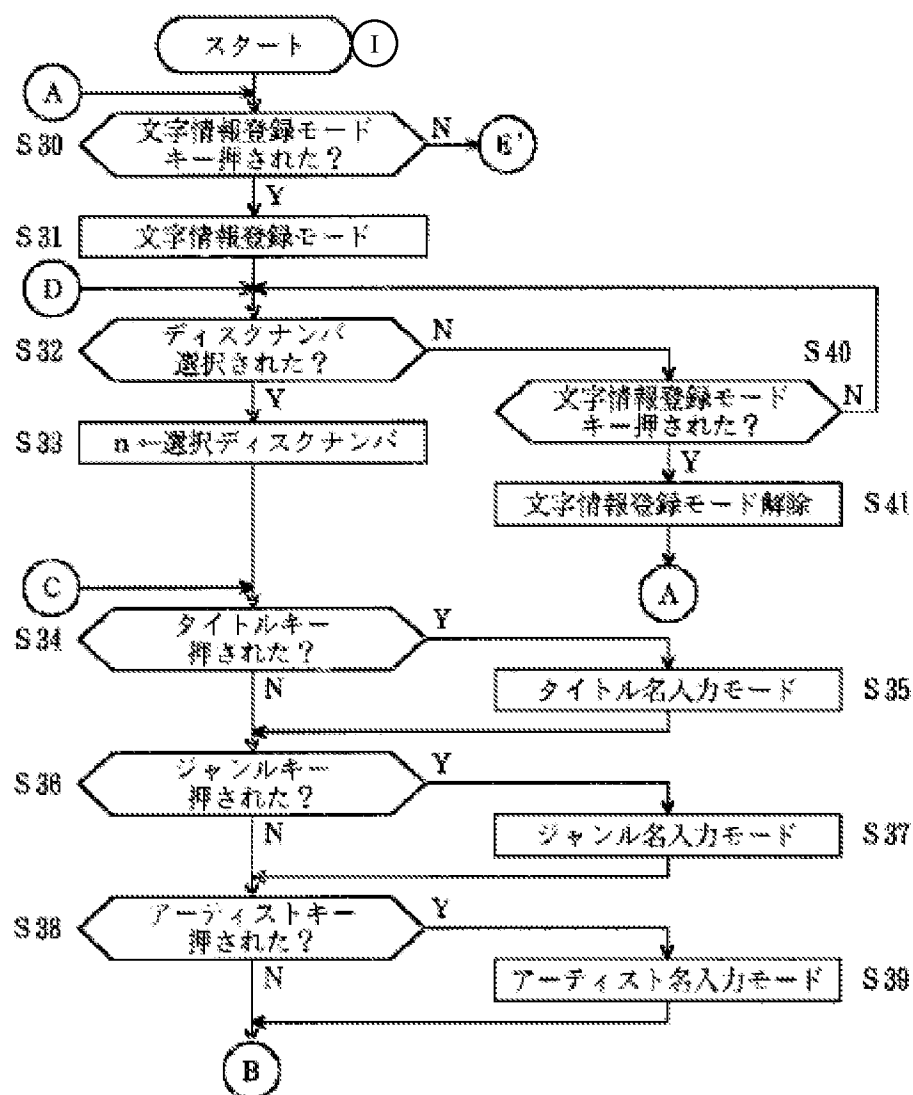 スタート
I
A
S30
文字情報登録モード
キー押された？
N
E'
Y
S31
文字情報登録モード
D
S32
ディスクナンバ
選択された？
N
S40
Y
文字情報登録モード
キー押された？
N
S33
n←選択ディスクナンバ
Y
文字情報登録モード解除
S41
C
A
S34
タイトルキー
押された？
Y
N
タイトル名入力モード
S35
S36
ジャンルキー
押された？
Y
N
ジャンル名入力モード
S37
S38
アーティストキー
押された？
Y
N
アーティスト名入力モード
S39
B